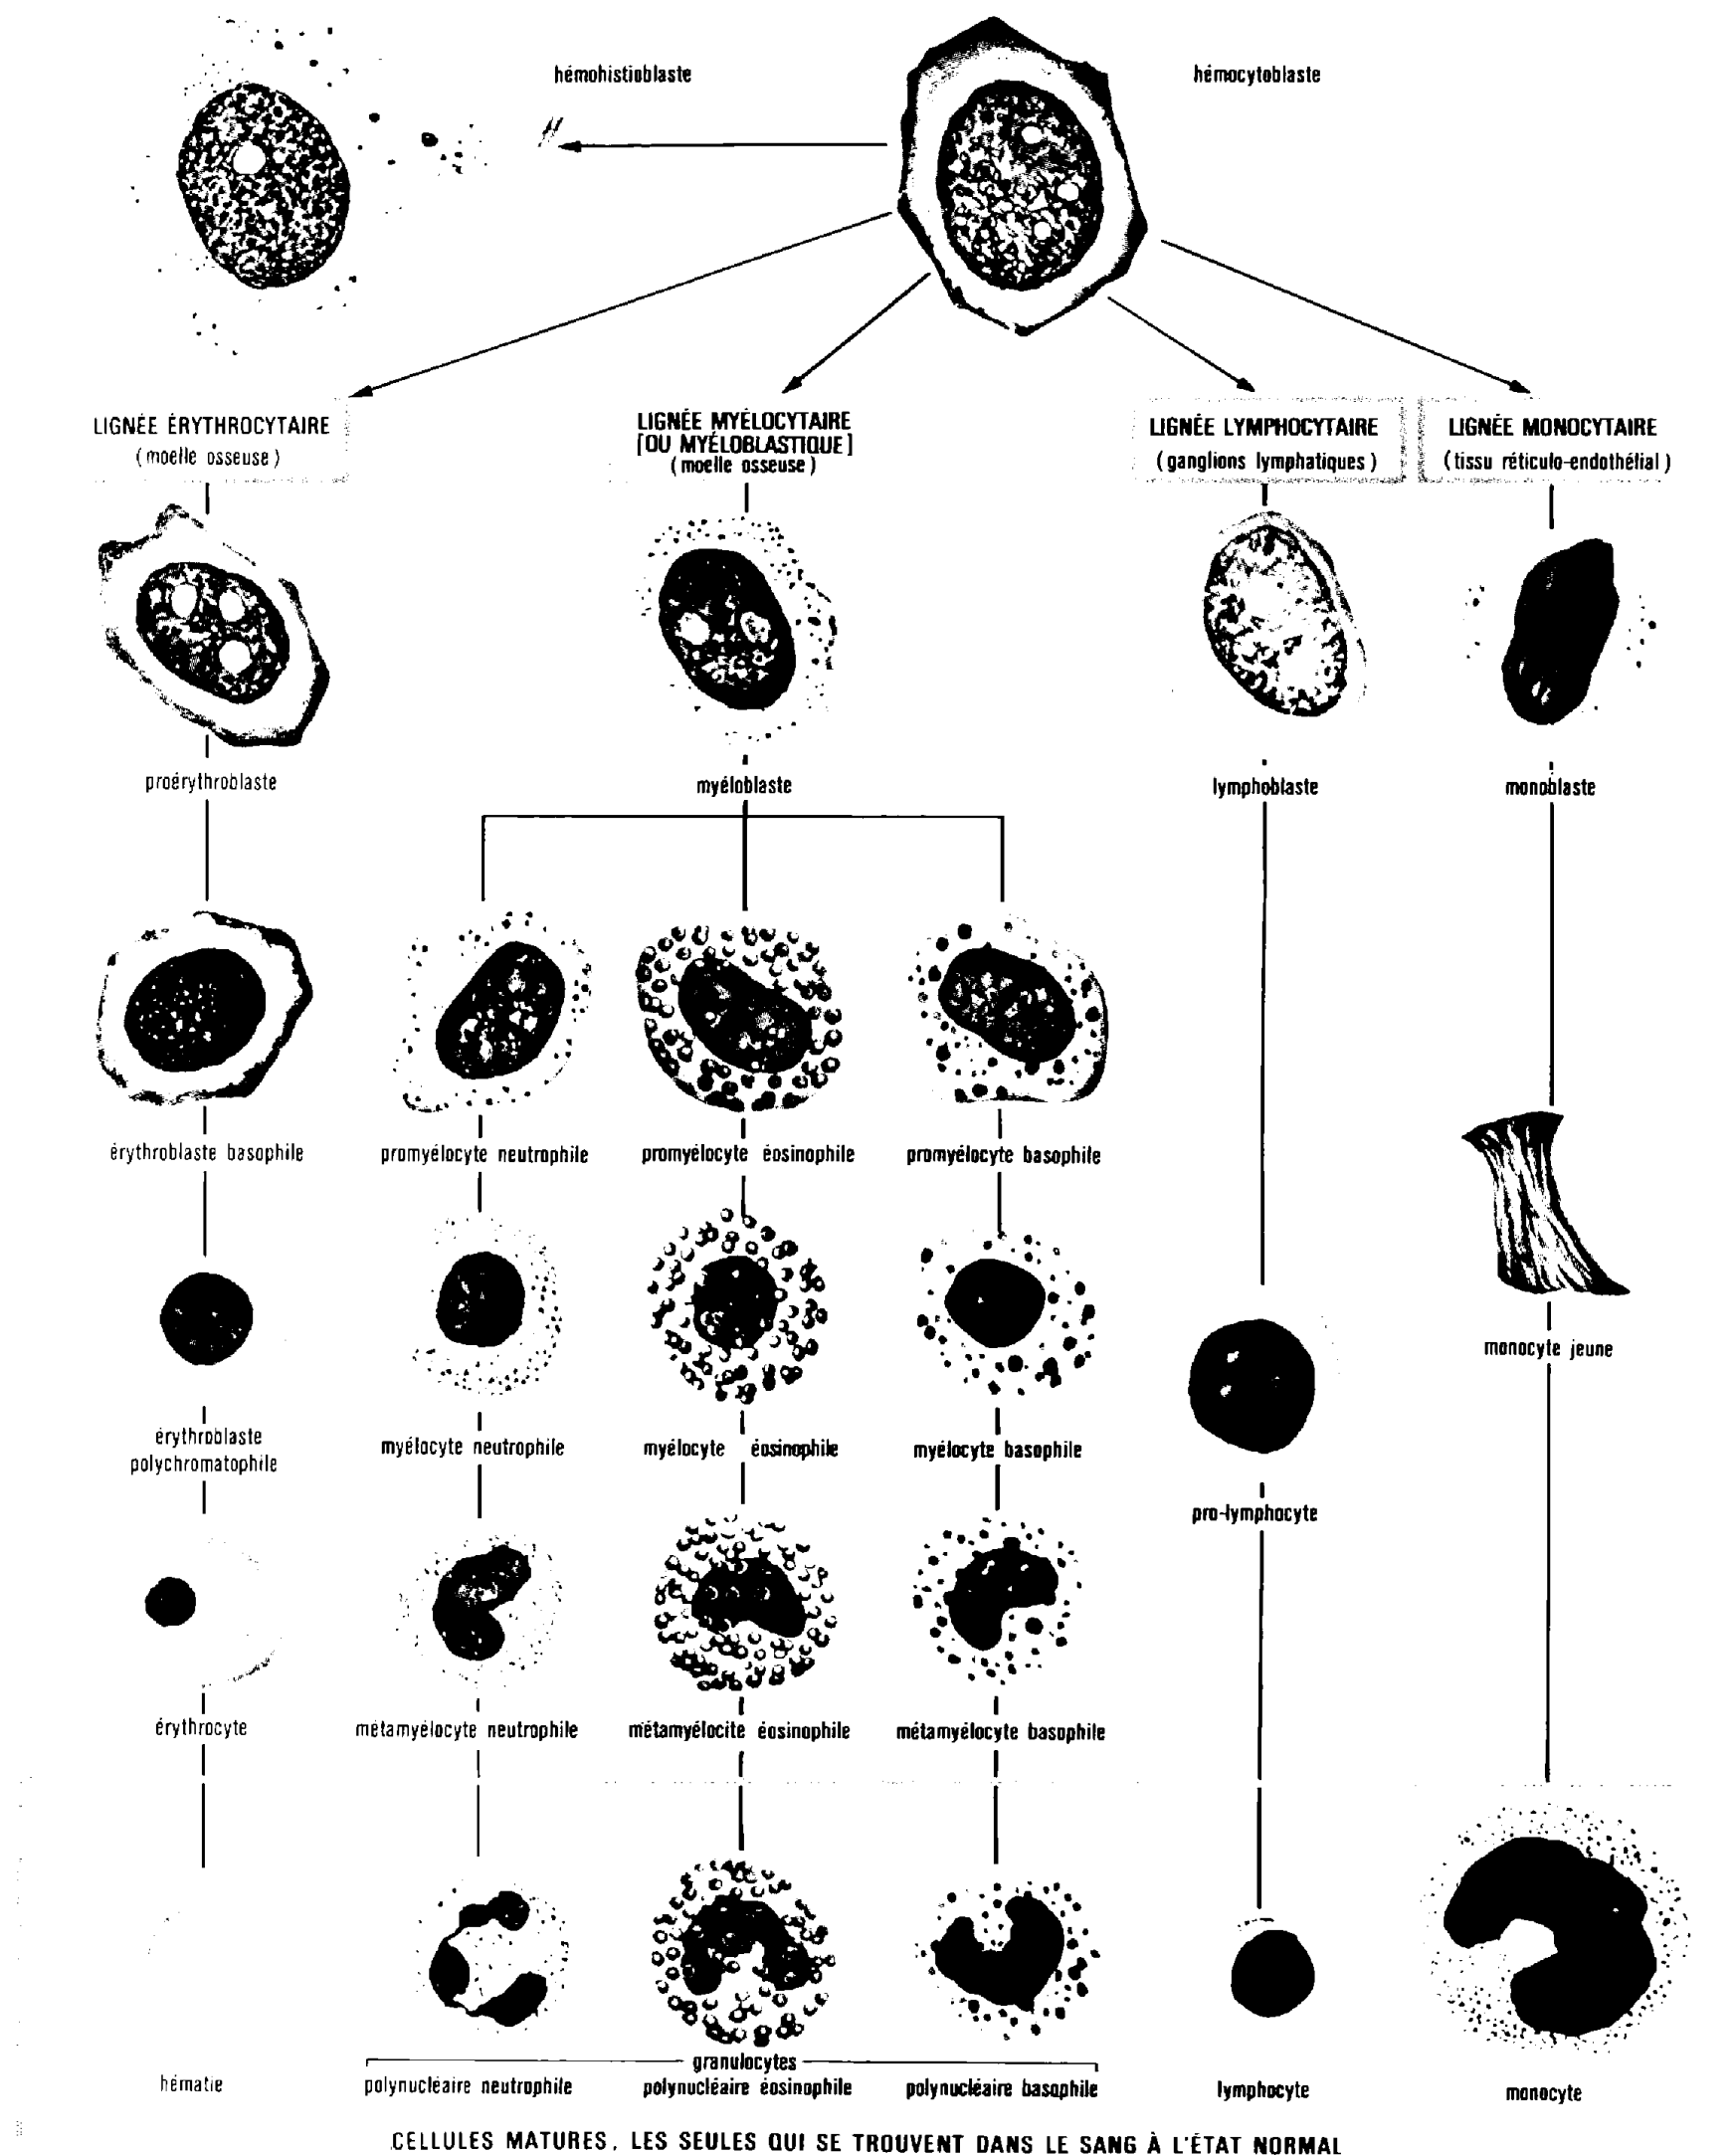 hémohistioblaste
hémocytoblaste
LIGNÉE ÉRYTHROCYTAIRE
(moelle osseuse)
LIGNÉE MYÉLOCYTAIRE
[OU MYÉLOBLASTIQUE]
(moelle osseuse)
LIGNÉE LYMPHOCYTAIRE
(ganglions lymphatiques)
LIGNÉE MONOCYTAIRE
(tissu réticulo-endothélial)
proérythroblaste
myéloblaste
lymphoblaste
monoblaste
érythroblaste basophile
promyélocyte neutrophile
promyélocyte éosinophile
promyélocyte basophile
monocyte jeune
érythroblaste
polychromatophile
myélocyte neutrophile
myélocyte éosinophile
myélocyte basophile
pro-lymphocyte
érythrocyte
métamyélocyte neutrophile
métamyélocite éosinophile
métamyélocyte basophile
granulocytes
hématie
polynucléaire neutrophile
polynucléaire éosinophile
polynucléaire basophile
lymphocyte
monocyte
CELLULES MATURES, LES SEULES QUI SE TROUVENT DANS LE SANG À L'ÉTAT NORMAL